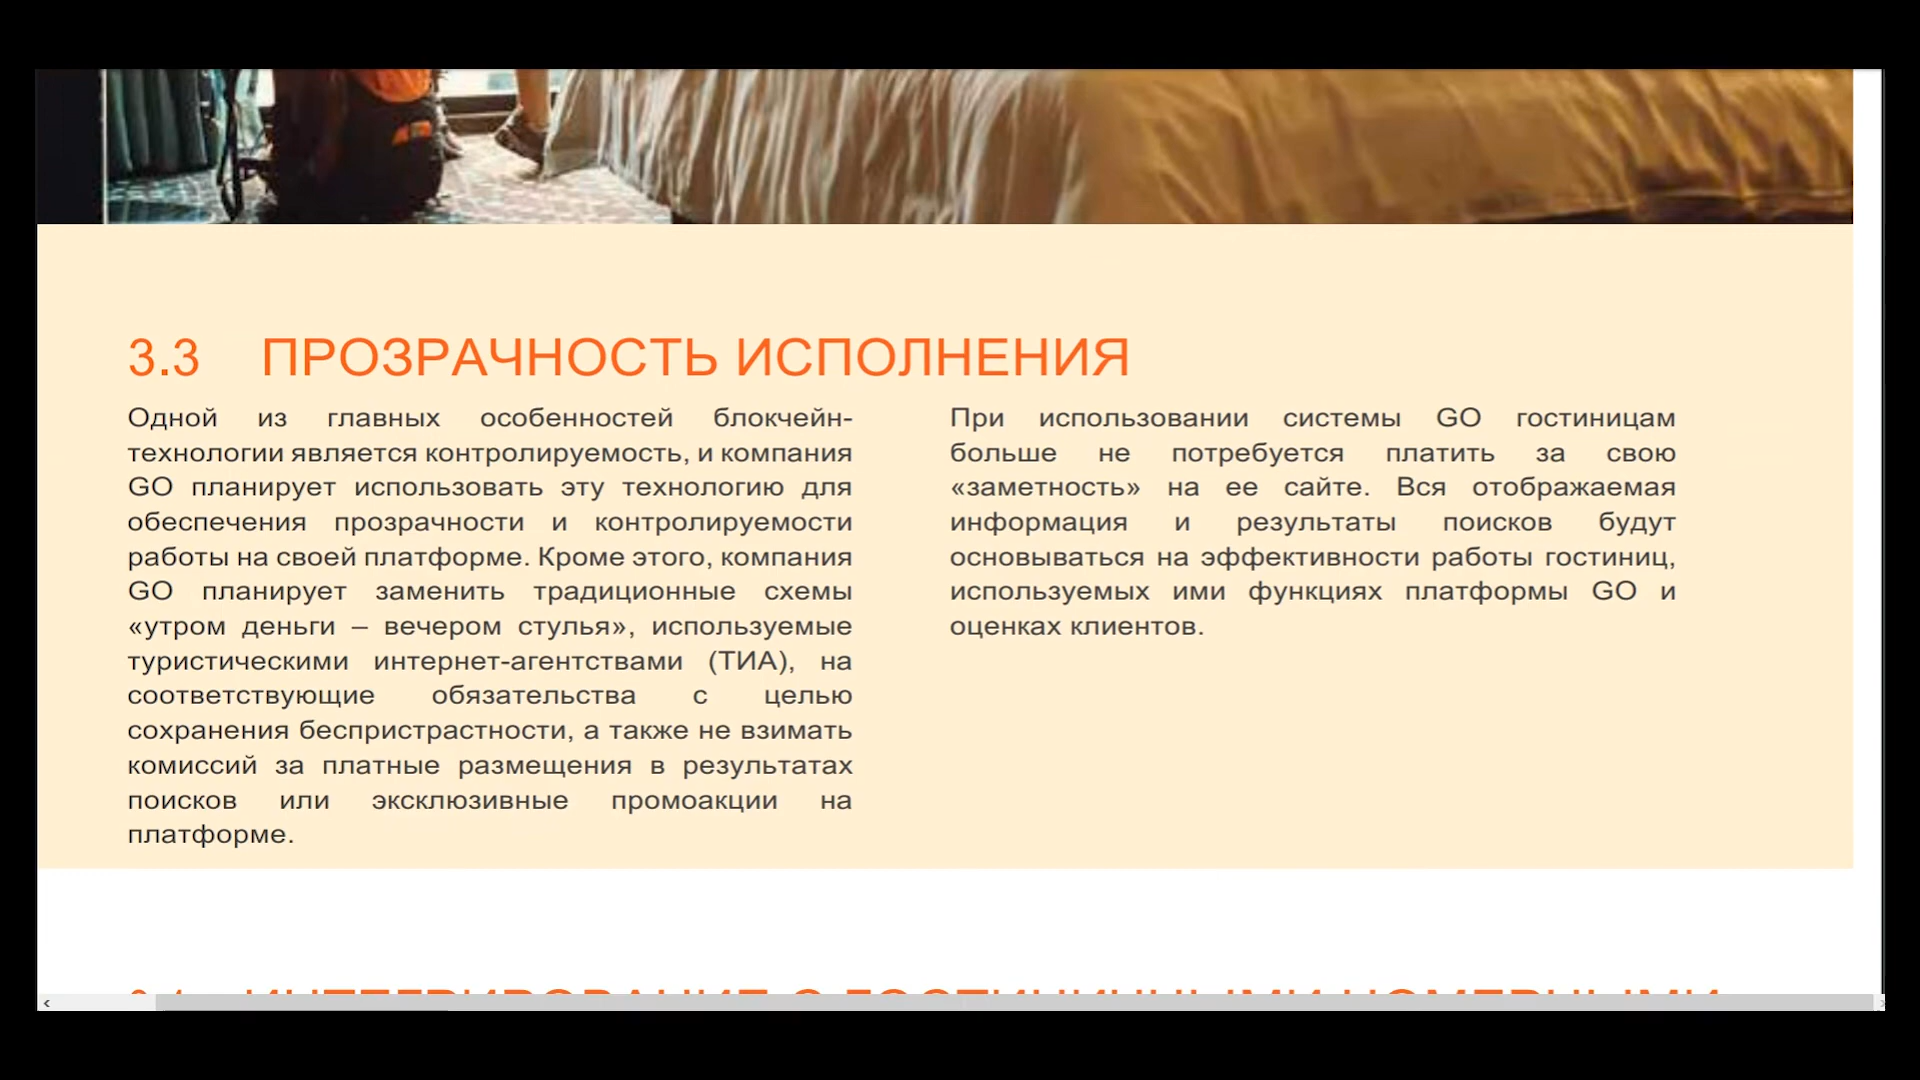 3.3 ПРОЗРАЧНОСТЬ ИСПОЛНЕНИЯ
Одной из главных особенностей блокчейн-
технологии является контролируемость, и компания
GO планирует использовать эту технологию для
обеспечения прозрачности и контролируемости
работы на своей платформе. Кроме этого, компания
GO планирует заменить традиционные схемы
«утром деньги – вечером стулья», используемые
туристическими интернет-агентствами (ТИА), на
соответствующие обязательства с целью
сохранения беспристрастности, а также не взимать
комиссий за платные размещения в результатах
поисков или эксклюзивные промоакции на
платформе.
При использовании системы GO гостиницам
больше не потребуется платить за свою
«заметность» на ее сайте. Вся отображаемая
информация и результаты поисков будут
основываться на эффективности работы гостиниц,
используемых ими функциях платформы GO и
оценках клиентов.
ИНТЕГРИРОВАНИЕ С ГОСТИНИЧНЫМИ НОМЕРНЫМИ